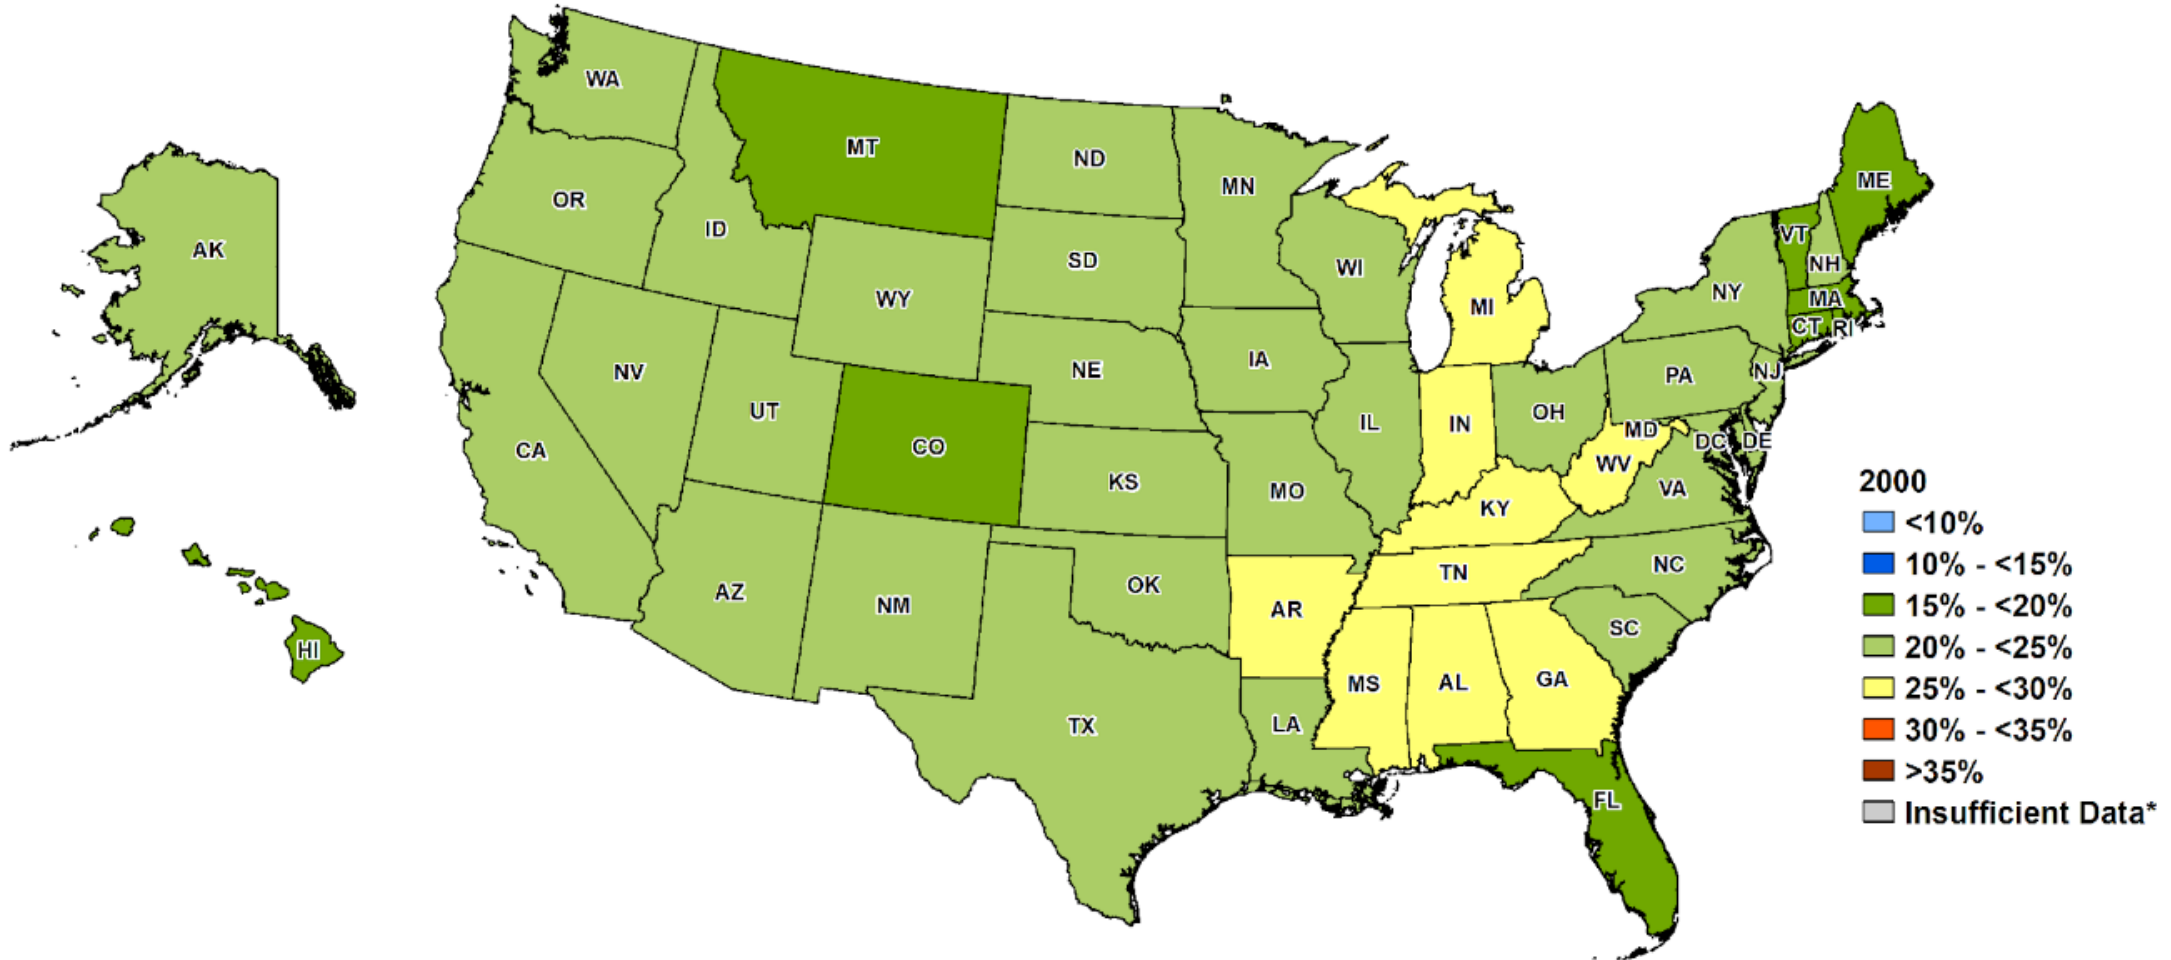 WA
MT
ND
MN
OR
ID
ME
AK
SD
WI
VT
NH
WY
NY
MI
MA
CT
RI
NV
NE
IA
PA
NJ
UT
IL
IN
OH
CA
CO
MD
DC
DE
KS
MO
WV
VA
KY
AZ
NM
OK
AR
TN
NC
SC
HI
TX
LA
MS
AL
GA
FL
2000
<10%
10% - <15%
15% - <20%
20% - <25%
25% - <30%
30% - <35%
>35%
Insufficient Data*